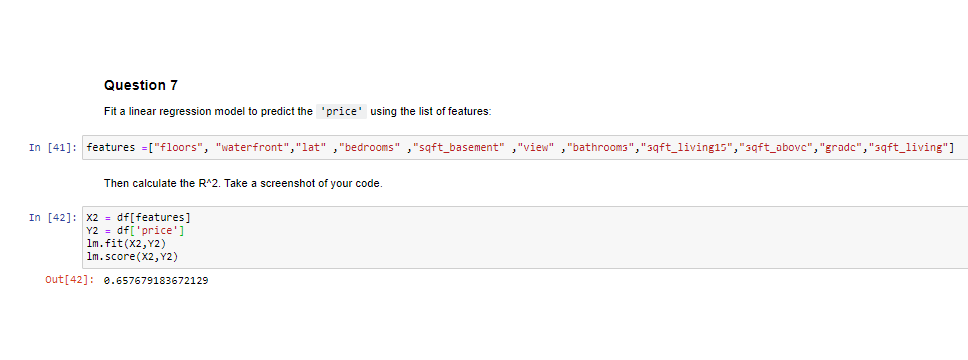 Question 7
Fit a linear regression model to predict the 'price' using the list of features:
In [41]: features =["floors", "waterfront","lat" ,"bedrooms" ,"sqft_basement" ,"view" ,"bathrooms","sqft_living15","sqft_above","grade","sqft_living"]
Then calculate the R^2. Take a screenshot of your code.
In [42]: X2 = df[features]
Y2 = df['price']
lm.fit(X2,Y2)
lm.score(X2,Y2)
Out[42]: 0.657679183672129